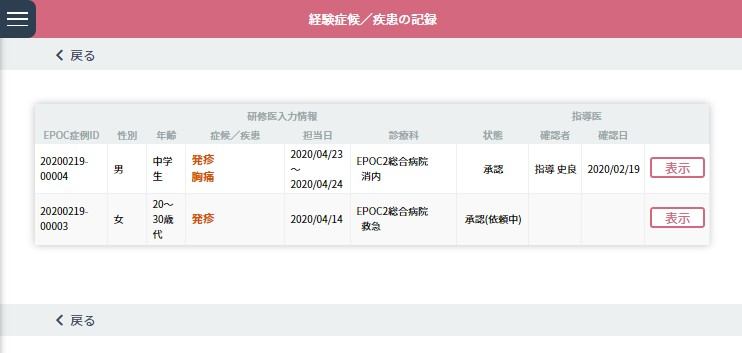 経験症候／疾患の記録
戻る
研修医入力情報 指導医
EPOC症例ID 性別 年齢 症候／疾患 担当日 診療科 状態 確認者 確認日
20200219-00004 男 中学生 発疹 胸痛 2020/04/23～2020/04/24 EPOC2総合病院 消内 承認 指導 史良 2020/02/19 表示
20200219-00003 女 20～30歳代 発疹 2020/04/14 EPOC2総合病院 救急 承認(依頼中) 表示
戻る